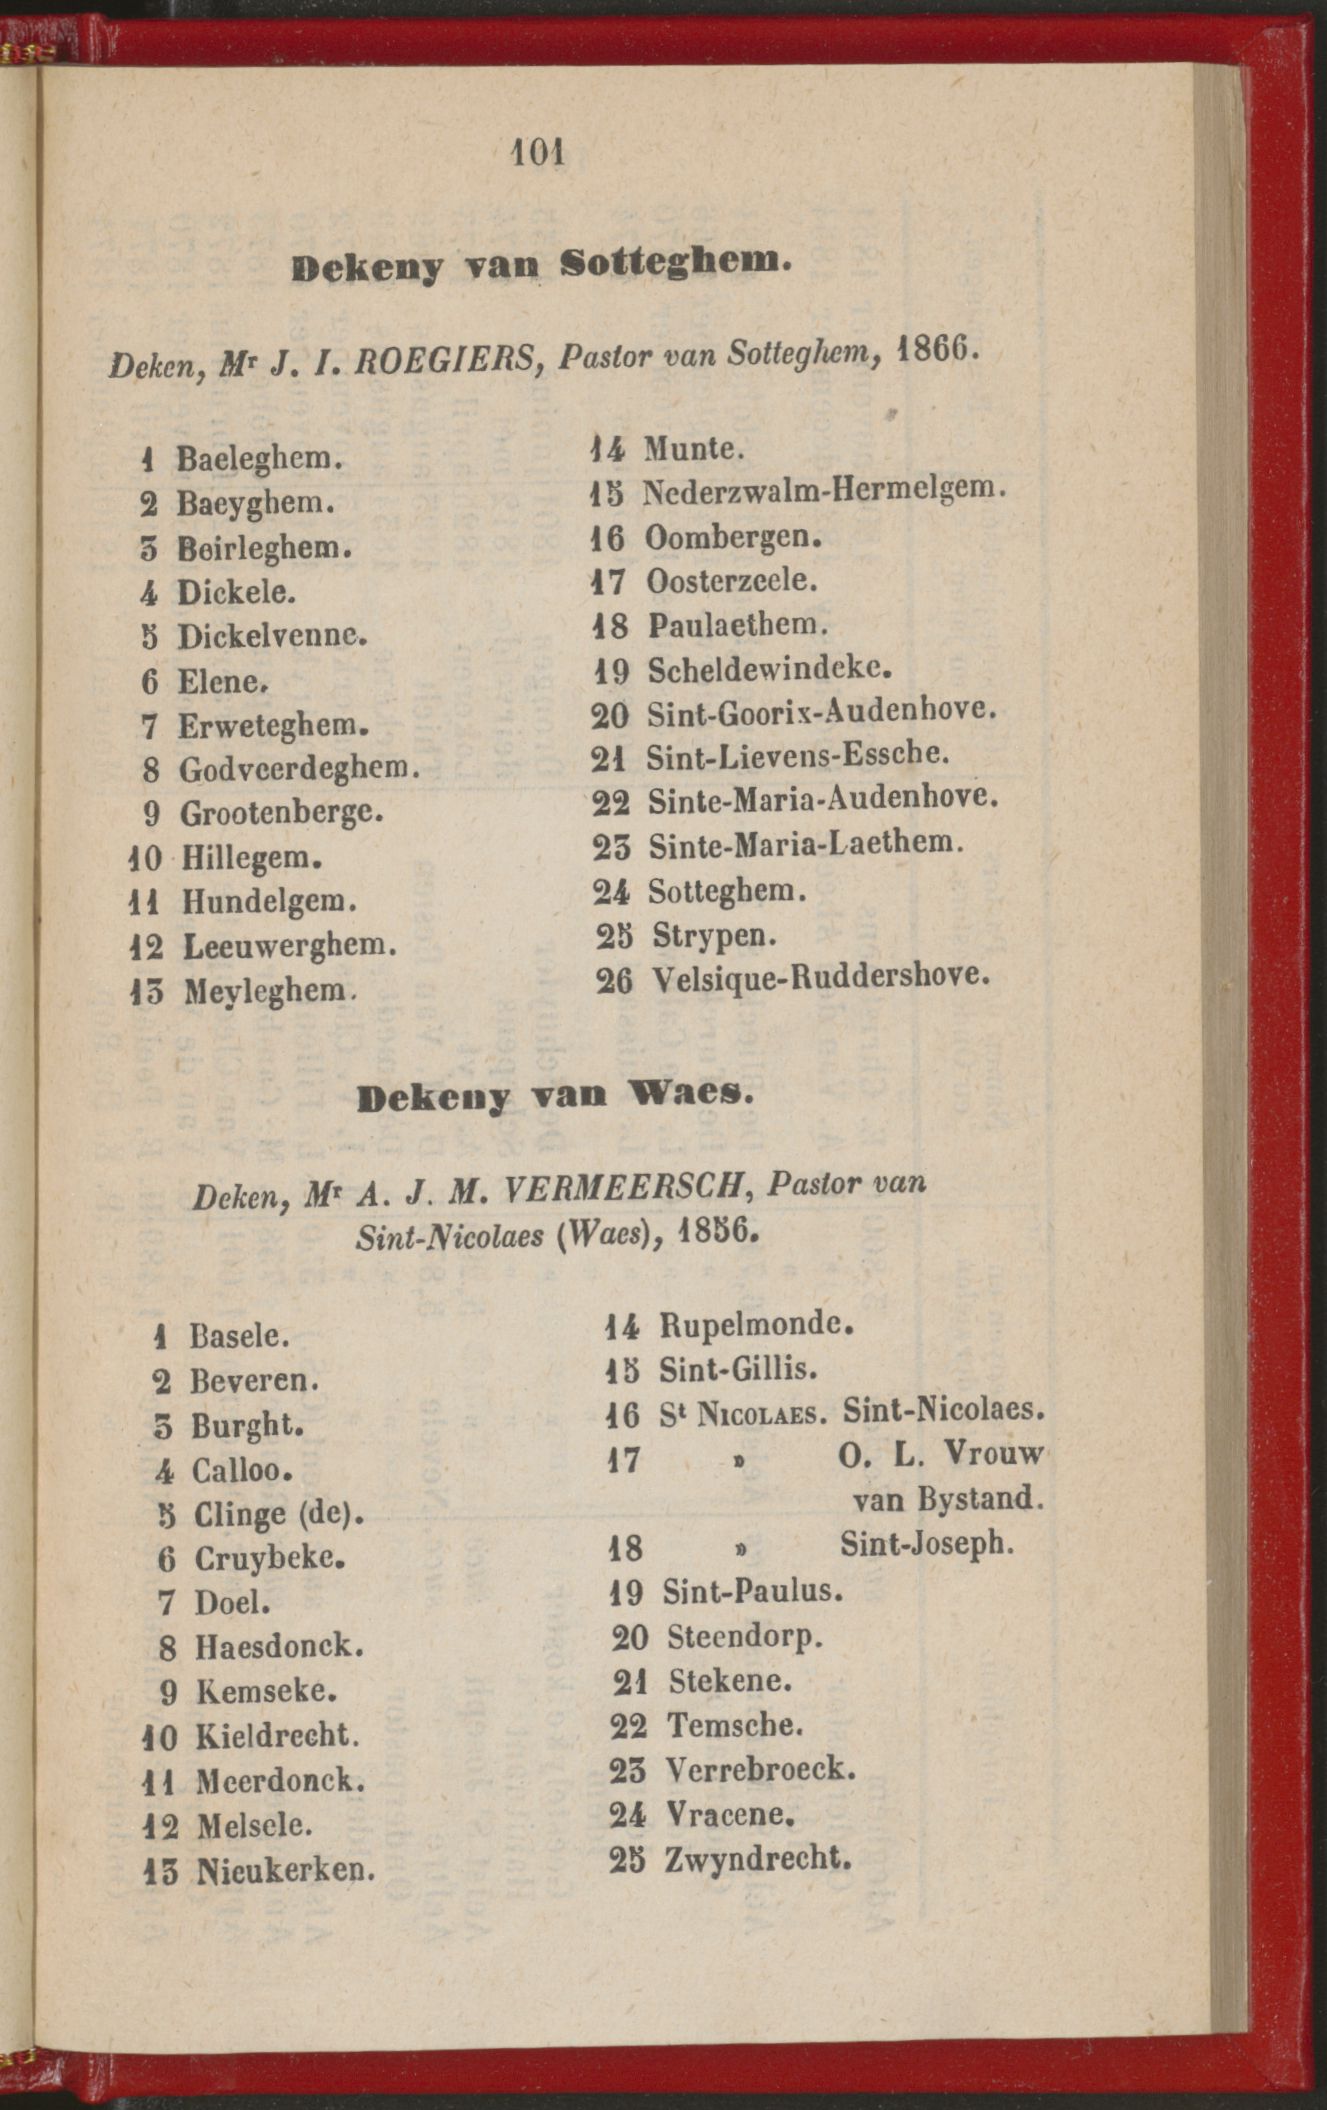 101
Dekeny van Sotteghem.
Deken, Mr J. I. ROEGIERS, Pastor van Sotteghem, 1866.
1 Baeleghem.
2 Baeyghem.
3 Beirleghem.
4 Dickele.
5 Dickelvenne.
6 Elene.
7 Erweteghem.
8 Godveerdeghem.
9 Grootenberge.
10 Hillegem.
11 Hundelgem.
12 Leeuwerghem.
13 Meyleghem.
14 Munte.
15 Nederzwalm-Hermelgem.
16 Oombergen.
17 Oosterzeele.
18 Paulaethem.
19 Scheldewindeke.
20 Sint-Goorix-Audenhove.
21 Sint-Lievens-Essche.
22 Sinte-Maria-Audenhove.
23 Sinte-Maria-Laethem.
24 Sotteghem.
25 Strypen.
26 Velsique-Ruddershove.
Dekeny van Waes.
Deken, Mr A. J. M. VERMEERSCH, Pastor van
Sint-Nicolaes (Waes), 1856.
1 Basele.
2 Beveren.
3 Burght.
4 Calloo.
5 Clinge (de).
6 Cruybeke.
7 Doel.
8 Haesdonck.
9 Kemseke.
10 Kieldrecht.
11 Meerdonck.
12 Melsele.
13 Nieukerken.
14 Rupelmonde.
15 Sint-Gillis.
16 St NICOLAES. Sint-Nicolaes.
17 » O. L. Vrouw
van Bystand.
18 » Sint-Joseph.
19 Sint-Paulus.
20 Steendorp.
21 Stekene.
22 Temsche.
23 Verrebroeck.
24 Vracene.
25 Zwyndrecht.